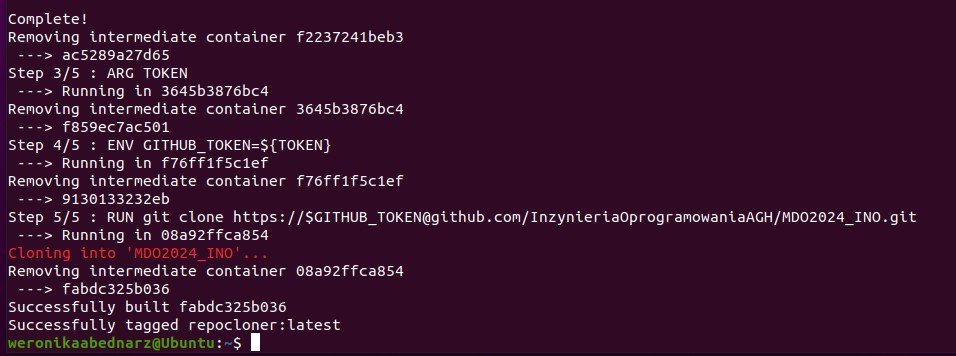 Complete!
Removing intermediate container f2237241beb3
 ---> ac5289a27d65
Step 3/5 : ARG TOKEN
 ---> Running in 3645b3876bc4
Removing intermediate container 3645b3876bc4
 ---> f859ec7ac501
Step 4/5 : ENV GITHUB_TOKEN=${TOKEN}
 ---> Running in f76ff1f5c1ef
Removing intermediate container f76ff1f5c1ef
 ---> 9130133232eb
Step 5/5 : RUN git clone https://$GITHUB_TOKEN@github.com/InzynieriaOprogramowaniaAGH/MDO2024_INO.git
 ---> Running in 08a92ffca854
Cloning into 'MDO2024_INO'...
Removing intermediate container 08a92ffca854
 ---> fabdc325b036
Successfully built fabdc325b036
Successfully tagged repocloner:latest
weronikaabednarz@Ubuntu:~$